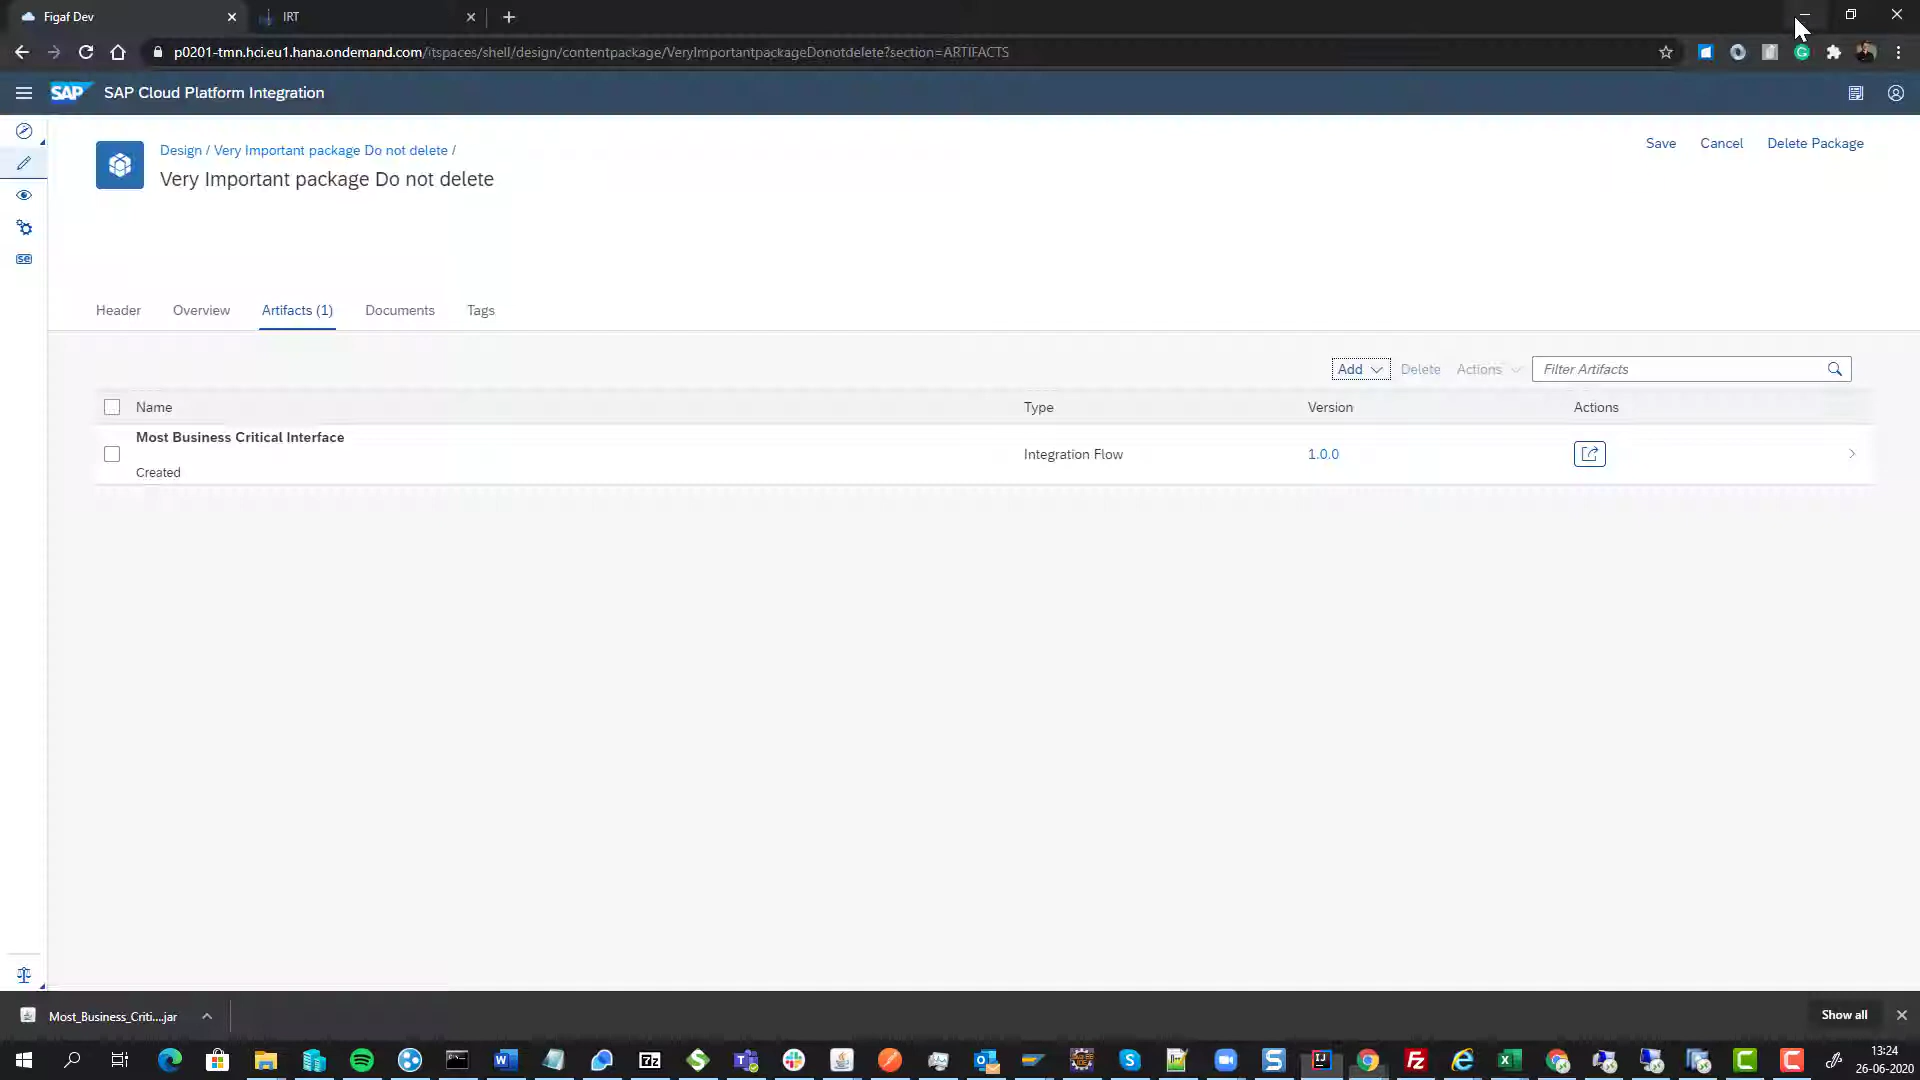 Figaf Dev
IRT
p0201-tmn.hci.eu1.hana.ondemand.com/itspaces/shell/design/contentpackage/VeryImportantpackageDonotdelete?section=ARTIFACTS
SAP
SAP Cloud Platform Integration
Design / Very Important package Do not delete /
Very Important package Do not delete
Save
Cancel
Delete Package
Header
Overview
Artifacts (1)
Documents
Tags
Add
Delete
Actions
Filter Artifacts
Name
Type
Version
Actions
Most Business Critical Interface
Created
Integration Flow
1.0.0
Most_Business_Criti....jar
Show all
13:24
26-06-2020